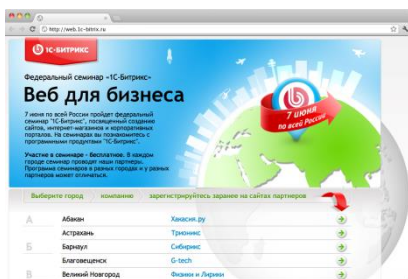 http://web.1c-bitrix.ru
1С-БИТРИКС
Федеральный семинар «1С-Битрикс»
Веб для бизнеса
7 июня по всей России пройдет федеральный
семинар "1С-Битрикс", посвященный создание
сайтов, интернет-магазинов и корпоративных
порталов. На семинарах вы познакомитесь с
программными продуктами "1С-Битрикс".
Участие в семинаре - бесплатное. В каждом
городе семинар проводят наши партнеры.
Программа семинаров в разных городах и у разных
партнеров может отличаться.
7 июня
по всей России
Выберите город компанию зарегистрируйтесь заранее на сайтах партнеров
А Абакан Хакасия.ру
Астрахань Трионикс
Б Барнаул Сибирикс
Благовещенск G-tech
В Великий Новгород Физики и Лирики